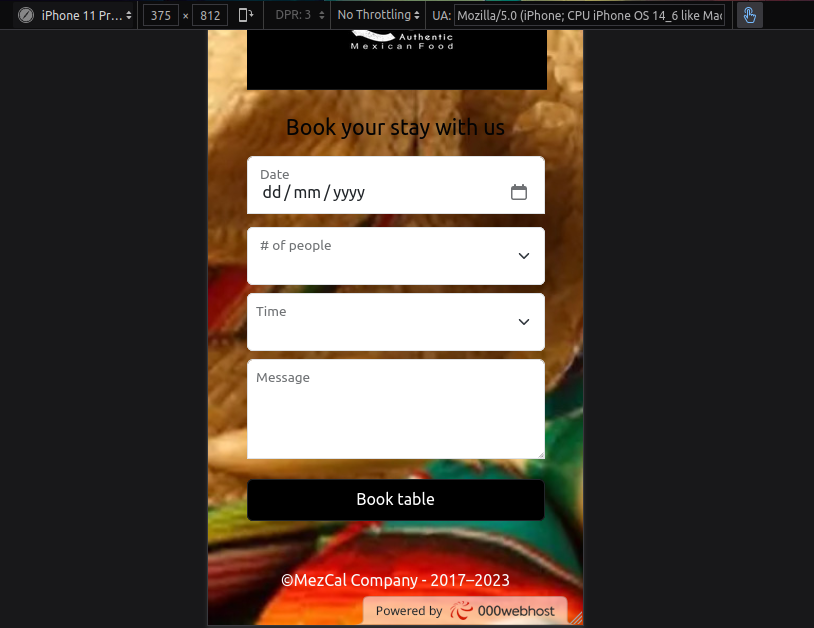 iPhone 11 Pr... 375 × 812 DPR: 3 No Throttling UA: Mozilla/5.0 (iPhone; CPU iPhone OS 14_6 like Mac
Authentic
Mexican Food
Book your stay with us
Date
dd/mm/yyyy
# of people
Time
Message
Book table
©MezCal Company - 2017–2023
Powered by 000webhost